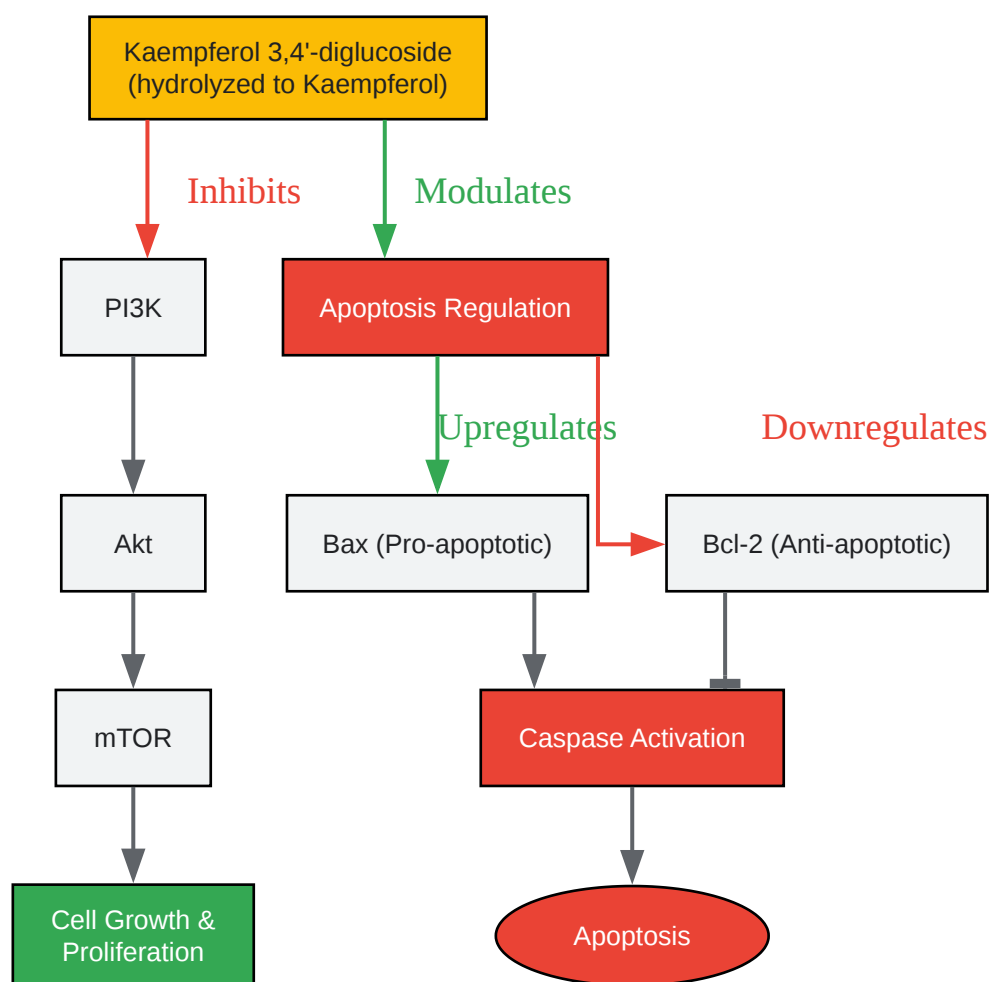 Kaempferol 3,4'-diglucoside
(hydrolyzed to Kaempferol)
Inhibits
Modulates
PI3K
Apoptosis Regulation
Upregulates
Downregulates
Akt
Bax (Pro-apoptotic)
Bcl-2 (Anti-apoptotic)
mTOR
Caspase Activation
Cell Growth &
Proliferation
Apoptosis